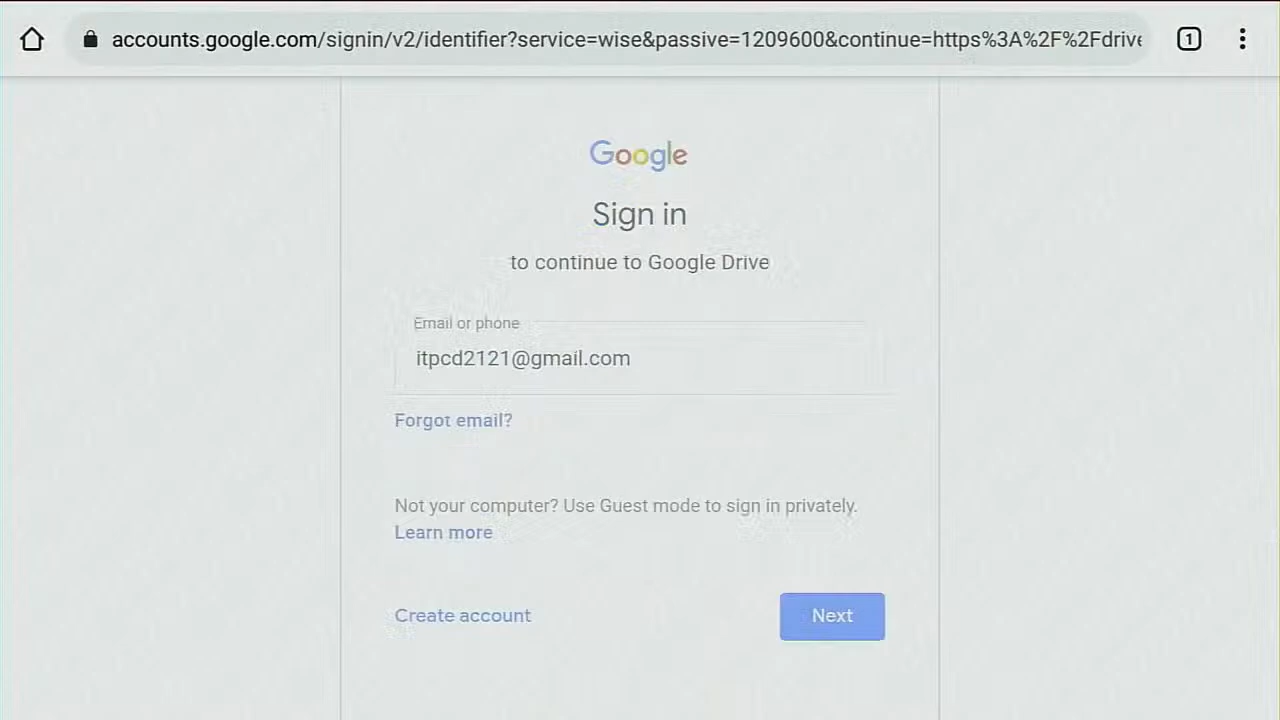 accounts.google.com/signin/v2/identifier?service=wise&passive=1209600&continue=https%3A%2F%2Fdrive
1
Google
Sign in
to continue to Google Drive
Email or phone
itpcd2121@gmail.com
Forgot email?
Not your computer? Use Guest mode to sign in privately.
Learn more
Create account
Next